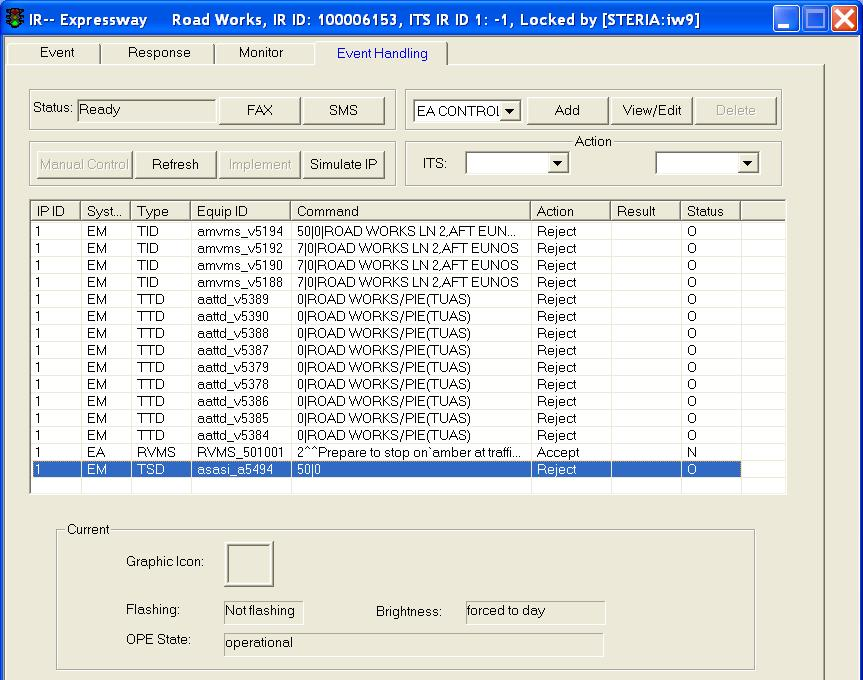 IR-- Expressway Road Works, IR ID: 100006153, ITS IR ID 1: -1, Locked by [STERIA:iw9]
Event Response Monitor Event Handling
Status: Ready FAX SMS EA CONTROL Add View/Edit Delete
Action
Manual Control Refresh Implement Simulate IP ITS:
IP ID Syst... Type Equip ID Command Action Result Status
1 EM TID amvms_v5194 50|0|ROAD WORKS LN 2,AFT EUN... Reject O
1 EM TID amvms_v5192 7|0|ROAD WORKS LN 2,AFT EUNOS Reject O
1 EM TID amvms_v5190 7|0|ROAD WORKS LN 2,AFT EUNOS Reject O
1 EM TID amvms_v5188 7|0|ROAD WORKS LN 2,AFT EUNOS Reject O
1 EM TTD aattd_v5389 0|ROAD WORKS/PIE(TUAS) Reject O
1 EM TTD aattd_v5390 0|ROAD WORKS/PIE(TUAS) Reject O
1 EM TTD aattd_v5388 0|ROAD WORKS/PIE(TUAS) Reject O
1 EM TTD aattd_v5387 0|ROAD WORKS/PIE(TUAS) Reject O
1 EM TTD aattd_v5379 0|ROAD WORKS/PIE(TUAS) Reject O
1 EM TTD aattd_v5378 0|ROAD WORKS/PIE(TUAS) Reject O
1 EM TTD aattd_v5386 0|ROAD WORKS/PIE(TUAS) Reject O
1 EM TTD aattd_v5385 0|ROAD WORKS/PIE(TUAS) Reject O
1 EM TTD aattd_v5384 0|ROAD WORKS/PIE(TUAS) Reject O
1 EA RVMS RVMS_501001 2^^Prepare to stop on`amber at traffi... Accept N
1 EM TSD asasi_a5494 50|0 Reject O
Current
Graphic Icon:
Flashing: Not flashing Brightness: forced to day
OPE State: operational